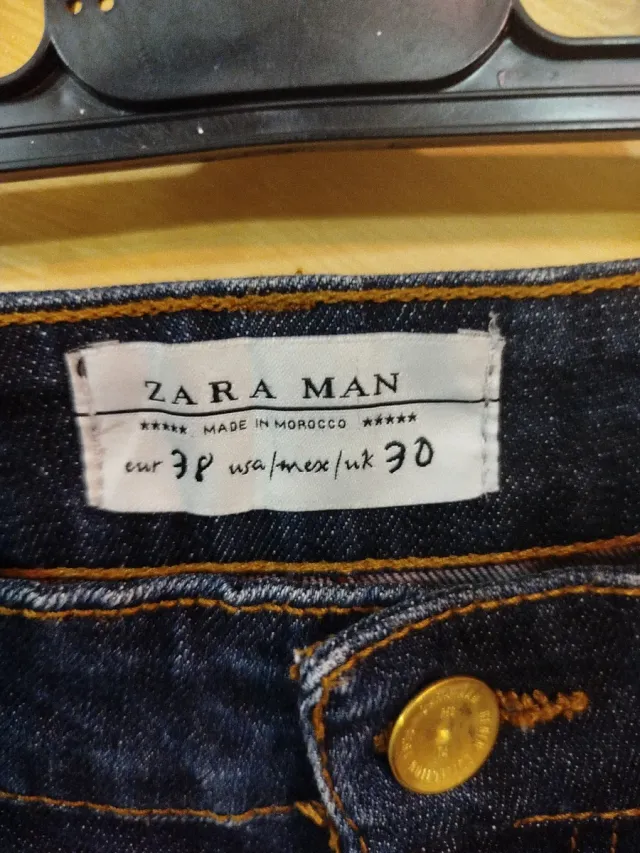 ZARA MAN
***** MADE IN MOROCCO *****
eur 38 usa/mex/uk 30